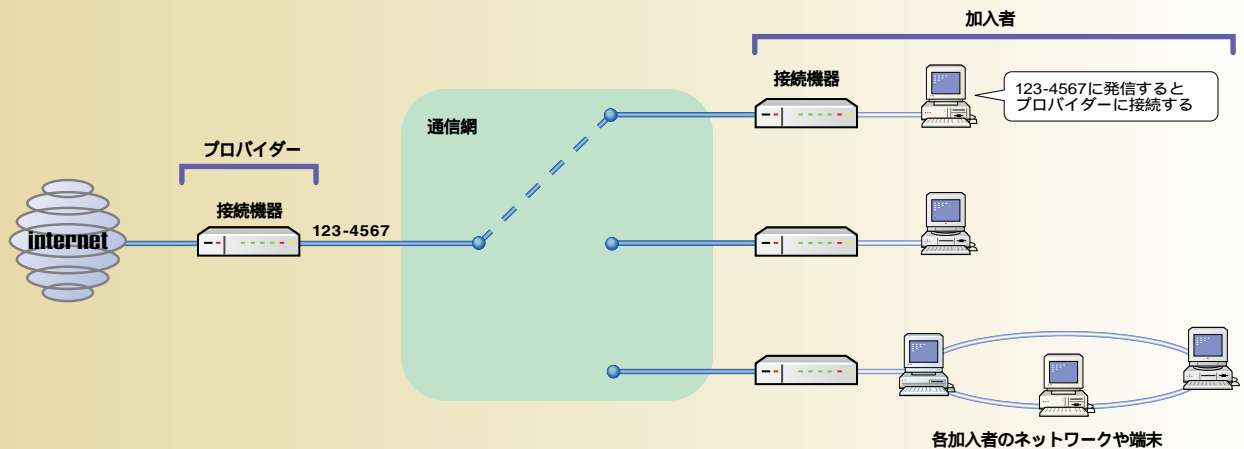 加入者
接続機器
123-4567に発信すると
プロバイダーに接続する
通信網
プロバイダー
接続機器
123-4567
internet
各加入者のネットワークや端末